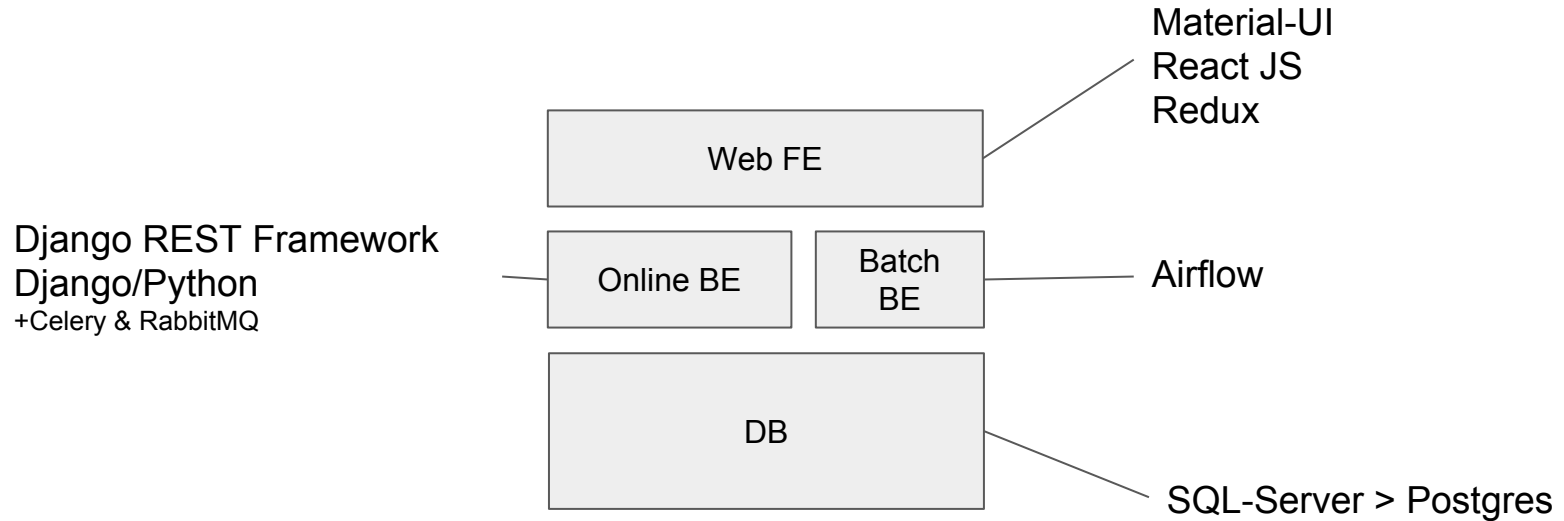 Material-UI
React JS
Redux
Web FE
Django REST Framework
Django/Python
+Celery & RabbitMQ
Online BE
Batch
BE
Airflow
DB
SQL-Server > Postgres